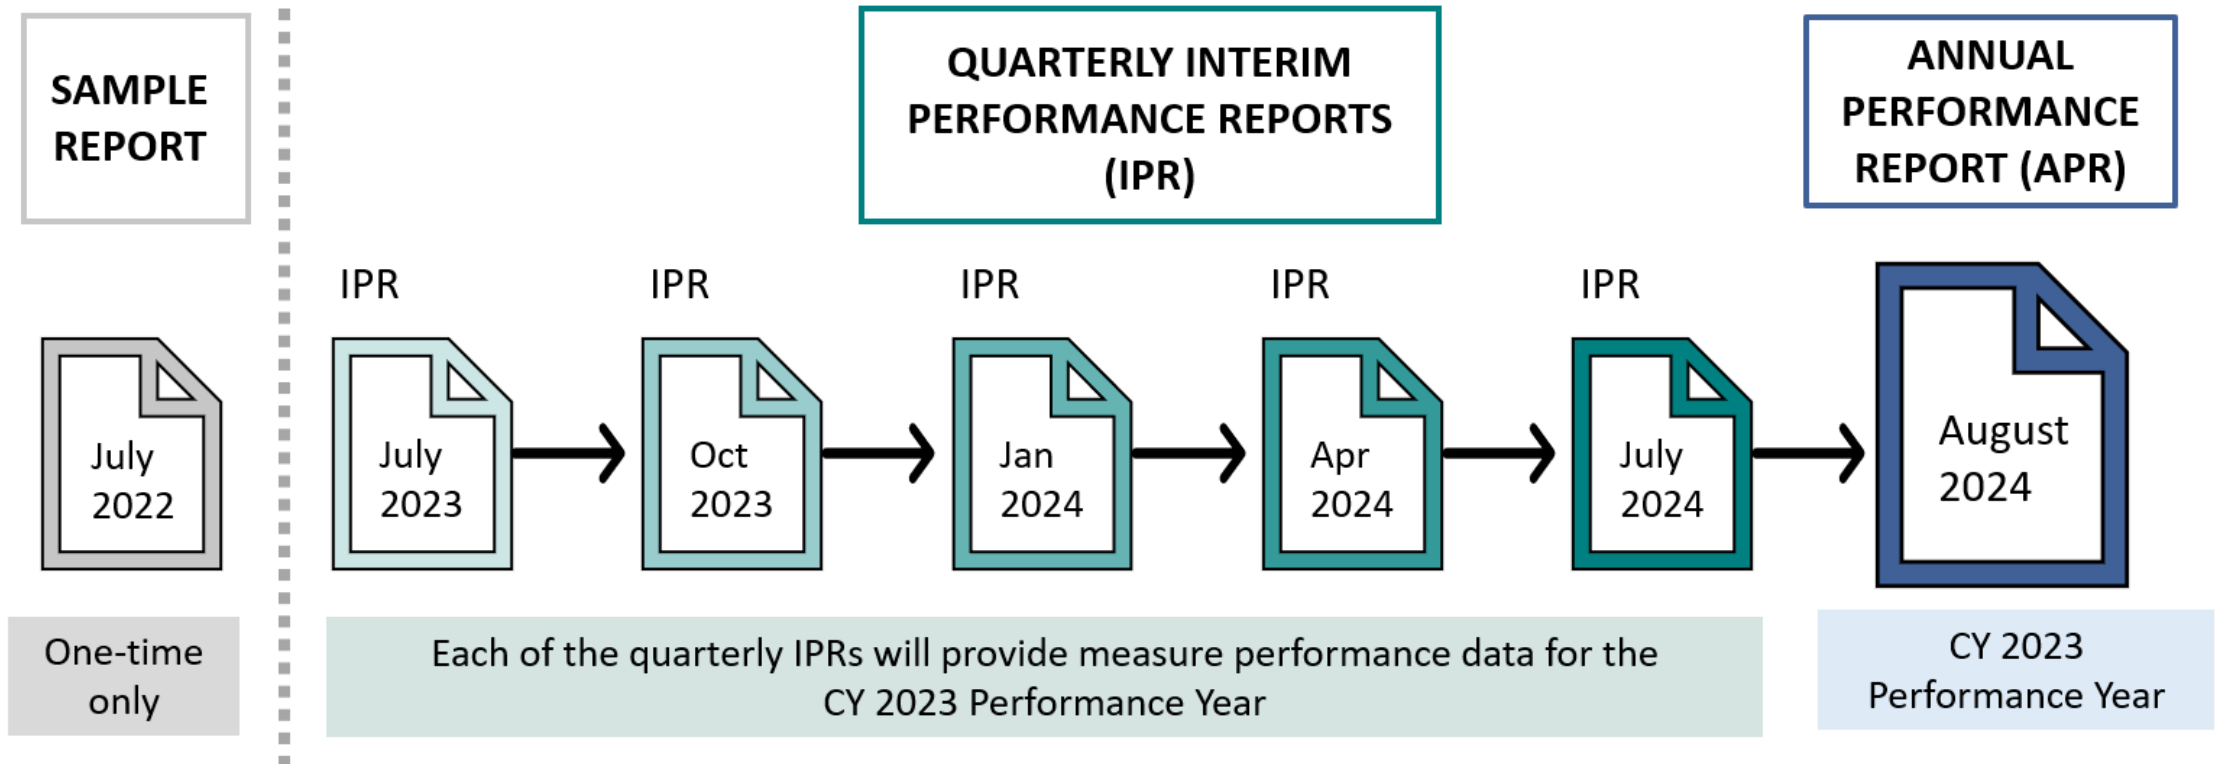 SAMPLE
REPORT
QUARTERLY INTERIM
PERFORMANCE REPORTS
(IPR)
ANNUAL
PERFORMANCE
REPORT (APR)
IPR
IPR
IPR
IPR
IPR
July
2022
July
2023
Oct
2023
Jan
2024
Apr
2024
July
2024
August
2024
One-time
only
Each of the quarterly IPRs will provide measure performance data for the
CY 2023 Performance Year
CY 2023
Performance Year